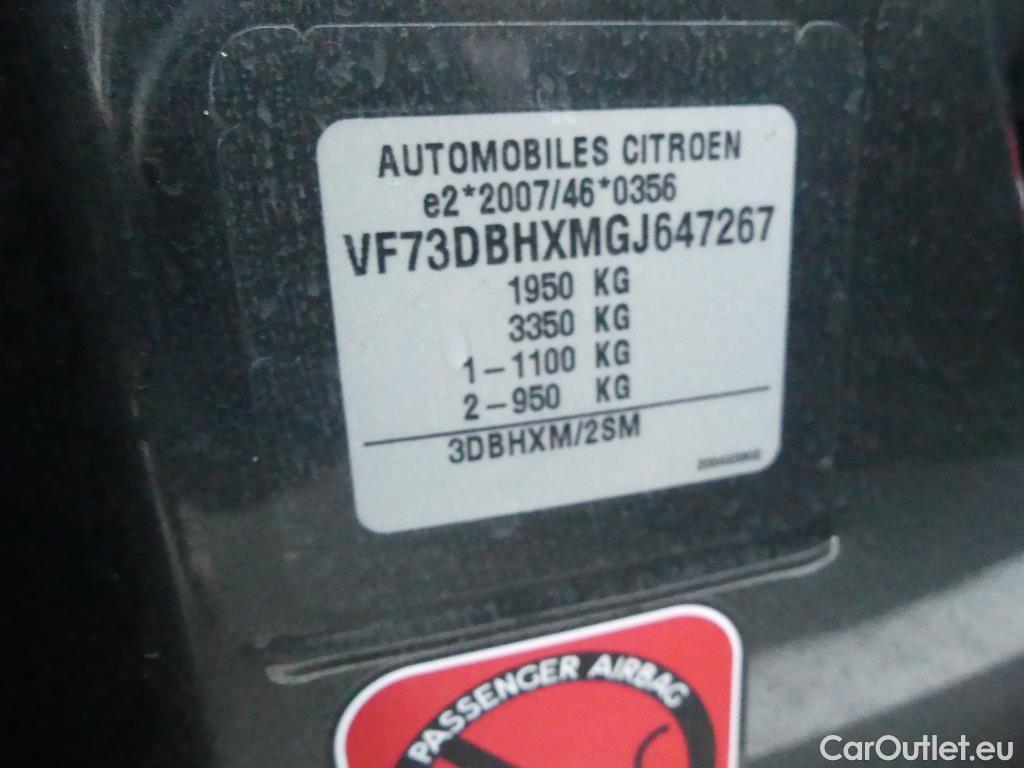 AUTOMOBILES CITROEN
e2*2007/46*0356
VF73DBHXMGJ647267
1950 KG
3350 KG
1-1100 KG
2-950 KG
3DBHXM/2SM
PASSENGER AIRBAG
CarOutlet.eu